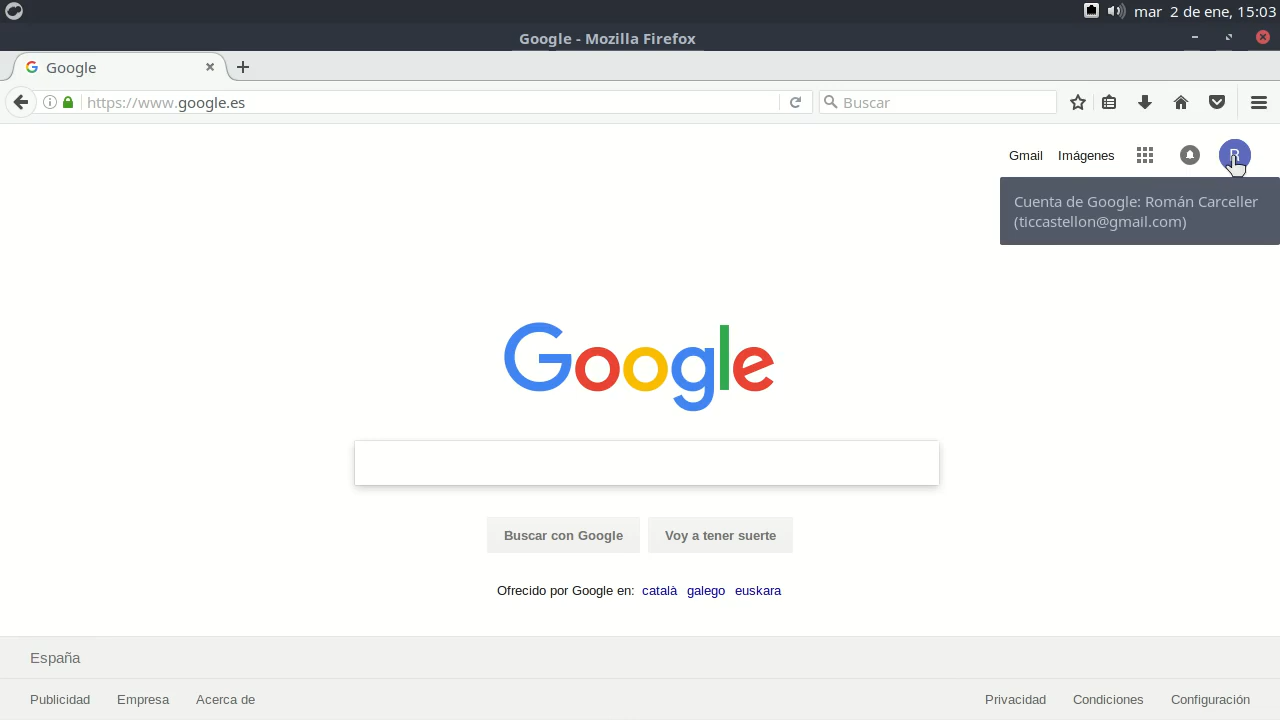 mar 2 de ene, 15:03
Google - Mozilla Firefox
Google
https://www.google.es
Buscar
Gmail Imágenes R
Cuenta de Google: Román Carceller
(ticcastellon@gmail.com)
Google
Buscar con Google Voy a tener suerte
Ofrecido por Google en: català galego euskara
España
Publicidad Empresa Acerca de Privacidad Condiciones Configuración